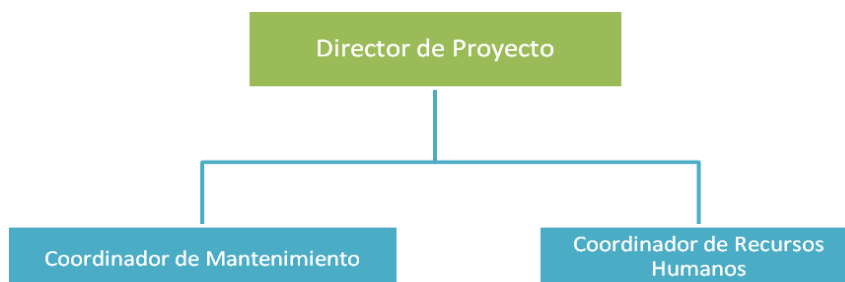 Director de Proyecto
Coordinador de Mantenimiento
Coordinador de Recursos
Humanos